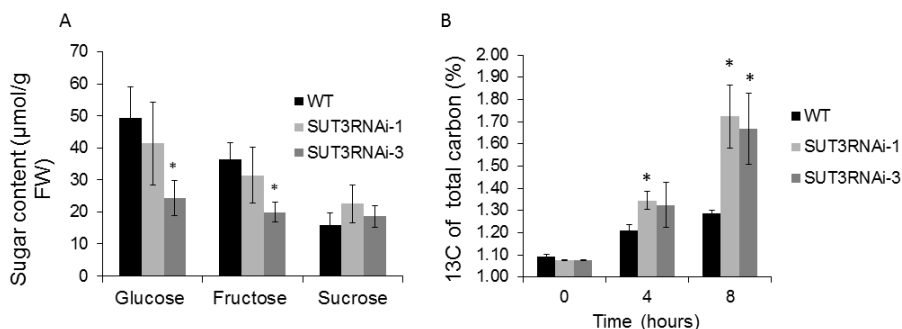 A
Sugar content (µmol/g
FW)
70
60
50
40
30
20
10
0
*
*
WT
SUT3RNAi-1
SUT3RNAi-3
Glucose
Fructose
Sucrose
B
13C of total carbon (%)
2.00
1.90
1.80
1.70
1.60
1.50
1.40
1.30
1.20
1.10
1.00
*
*
*
WT
SUT3RNAi-1
SUT3RNAi-3
0
4
8
Time (hours)